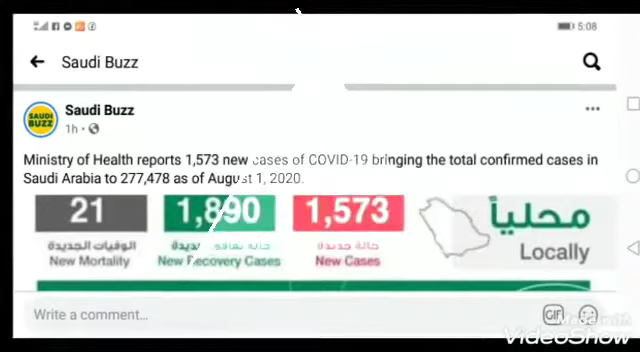 5:08
Saudi Buzz
SAUDI BUZZ
Saudi Buzz
1h
Ministry of Health reports 1,573 new cases of COVID-19 bringing the total confirmed cases in
Saudi Arabia to 277,478 as of August 1, 2020.
21 1,890 1,573 محلياً
الوفيات الجديدة حالة جديدة
New Mortality New Recovery Cases New Cases Locally
Write a comment...
GIF
VideoShow